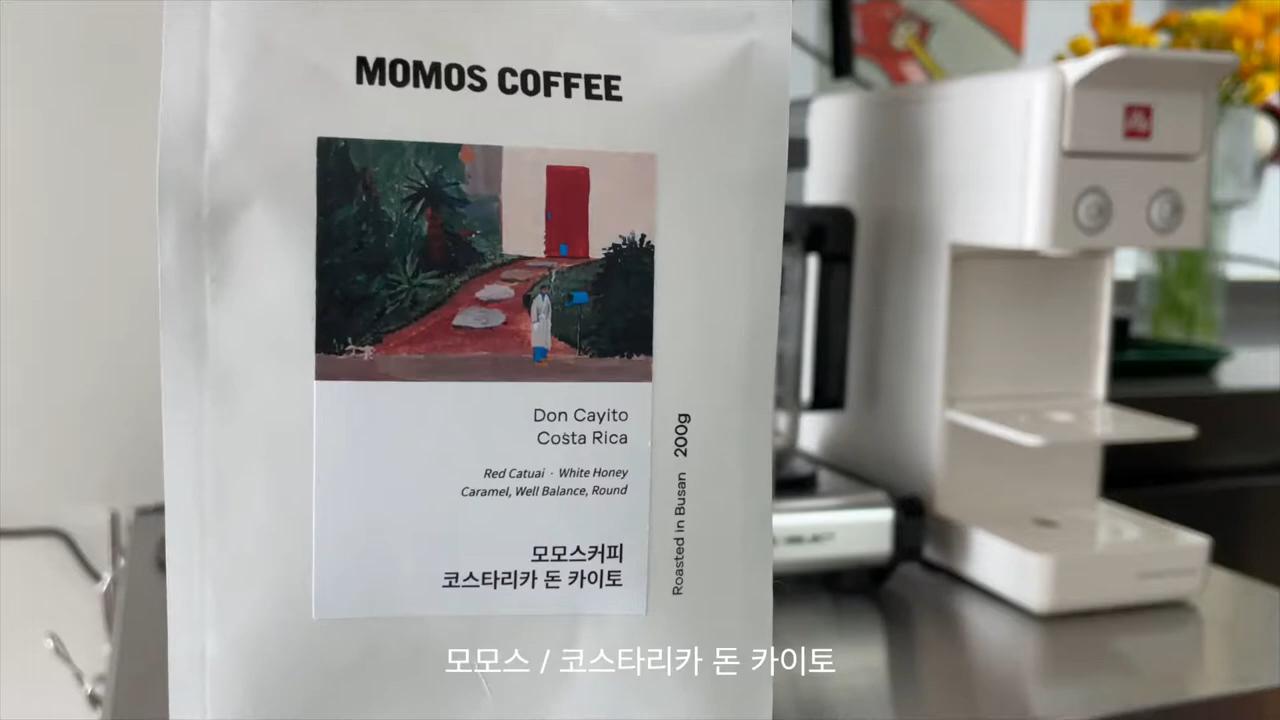 MOMOS COFFEE
Don Cayito
Costa Rica
Red Catuai · White Honey
Caramel, Well Balance, Round
모모스커피
코스타리카 돈 카이토
Roasted in Busan 200g
illy
모모스 / 코스타리카 돈 카이토